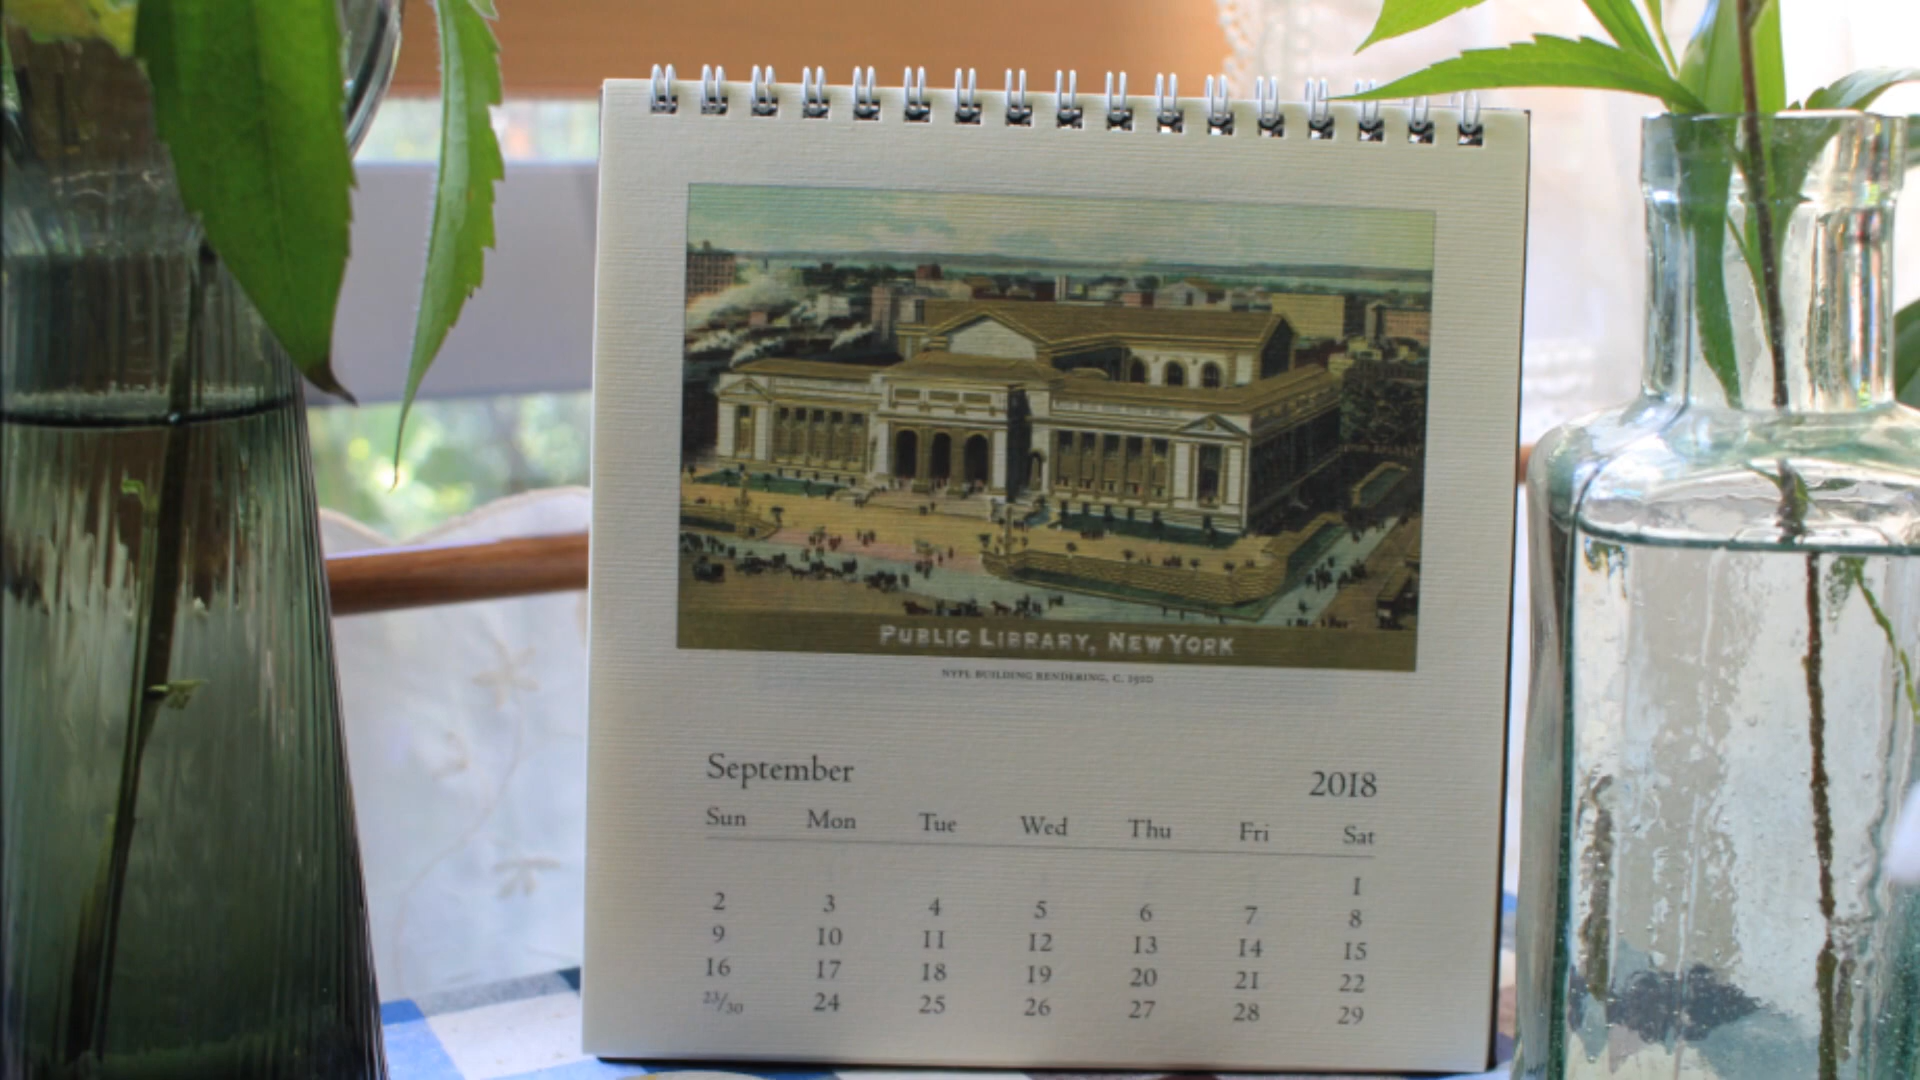 PUBLIC LIBRARY, NEW YORK
NYPL BUILDING RENDERING, C. 1910
September 2018
Sun Mon Tue Wed Thu Fri Sat
1
2 3 4 5 6 7 8
9 10 11 12 13 14 15
16 17 18 19 20 21 22
23/30 24 25 26 27 28 29